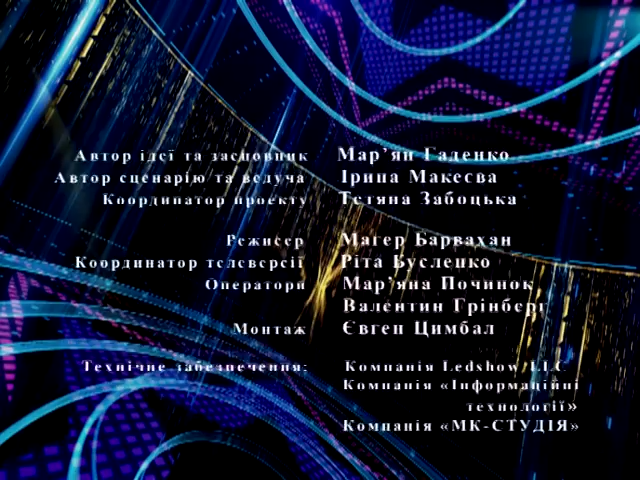 Автор ідеї та засновник Мар’ян Гаденко
Автор сценарію та ведуча Ірина Макеєва
Координатор проекту Тетяна Забоцька
Режисер Магер Барвахан
Координатор телеверсії Ріта Бусленко
Оператори Мар’яна Починок
Валентин Грінберг
Монтаж Євген Цимбал
Технічне забезпечення: Компанія Ledshow LLC
Компанія «Інформаційні
технології»
Компанія «МК-СТУДІЯ»